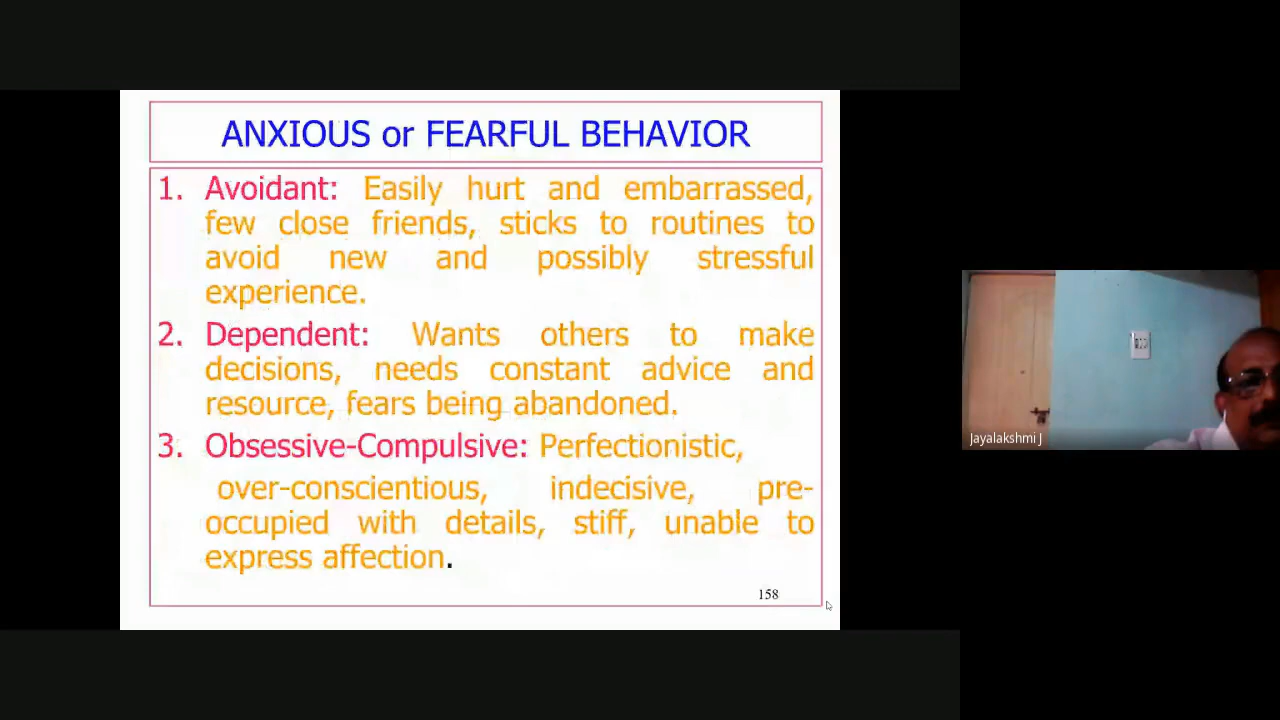 ANXIOUS or FEARFUL BEHAVIOR
1. Avoidant: Easily hurt and embarrassed,
few close friends, sticks to routines to
avoid new and possibly stressful
experience.
2. Dependent: Wants others to make
decisions, needs constant advice and
resource, fears being abandoned.
3. Obsessive-Compulsive: Perfectionistic,
over-conscientious, indecisive, pre-
occupied with details, stiff, unable to
express affection.
158
Jayalakshmi J